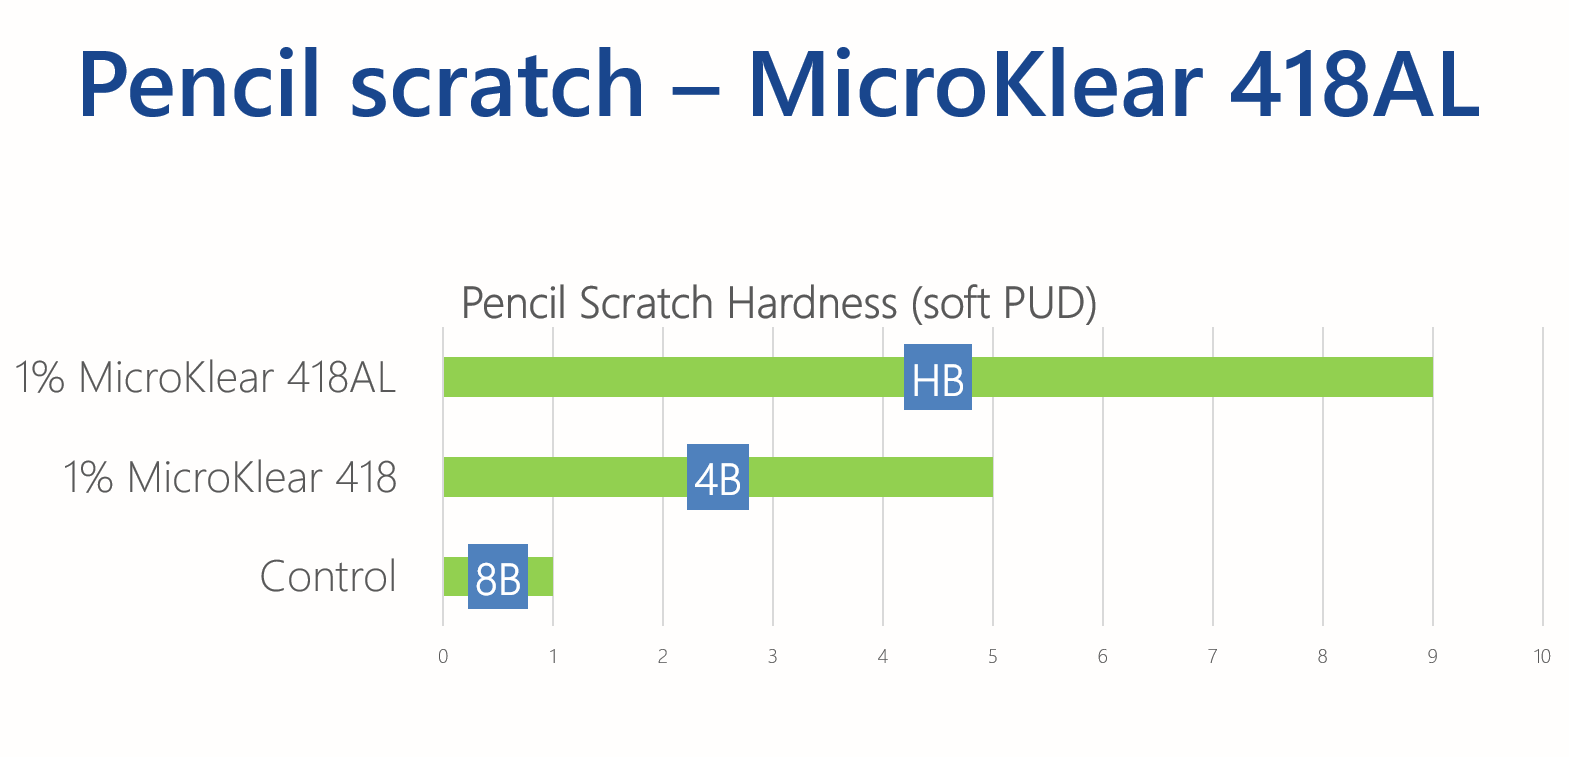 Pencil scratch – MicroKlear 418AL
Pencil Scratch Hardness (soft PUD)
1% MicroKlear 418AL
HB
1% MicroKlear 418
4B
Control
8B
0 1 2 3 4 5 6 7 8 9 10